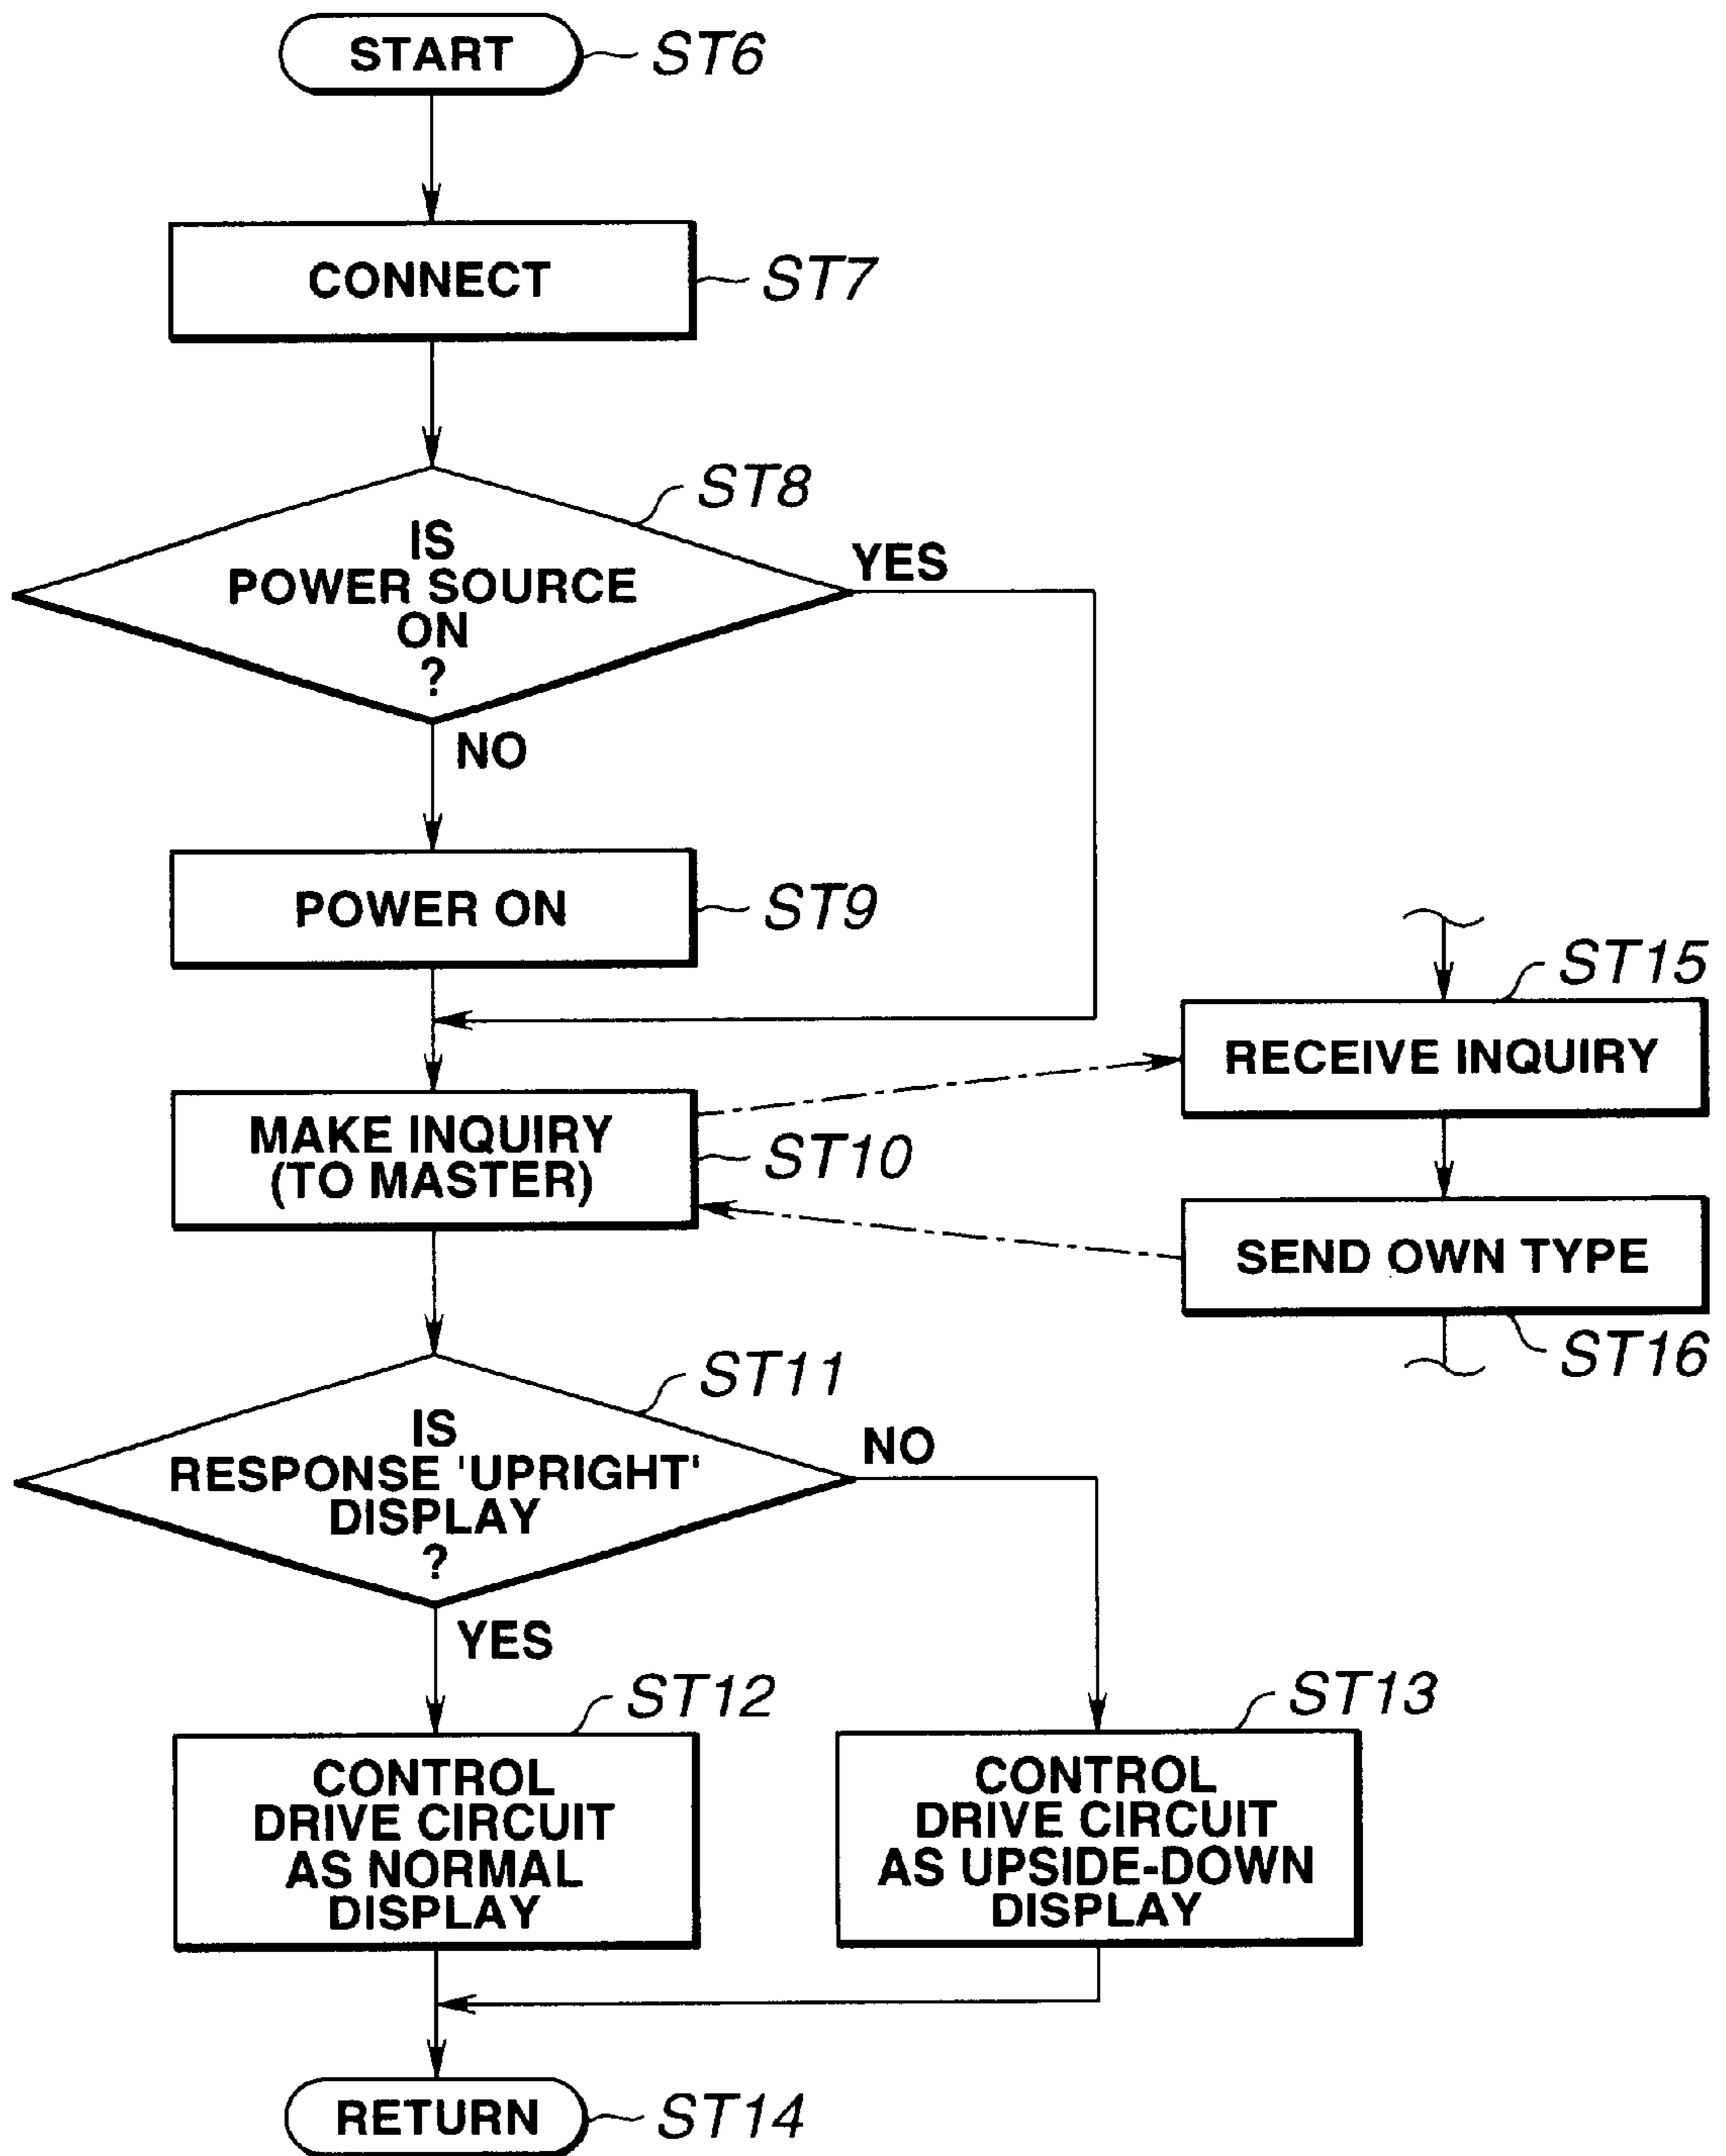 START
ST6
CONNECT
ST7
ST8
IS
POWER SOURCE
ON
?
YES
NO
POWER ON
ST9
ST15
RECEIVE INQUIRY
MAKE INQUIRY
(TO MASTER)
ST10
SEND OWN TYPE
ST16
ST11
IS
RESPONSE 'UPRIGHT'
DISPLAY
?
NO
YES
ST12
CONTROL
DRIVE CIRCUIT
AS NORMAL
DISPLAY
ST13
CONTROL
DRIVE CIRCUIT
AS UPSIDE-DOWN
DISPLAY
RETURN
ST14